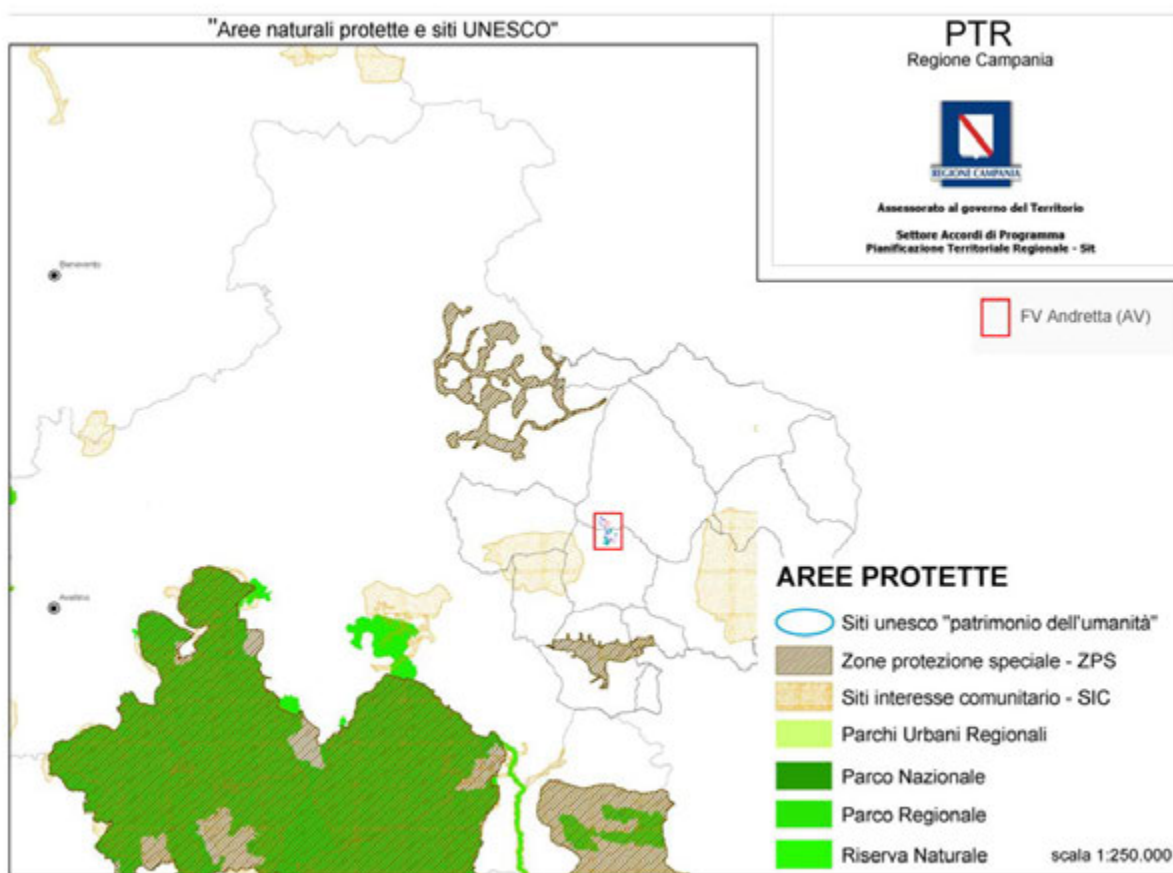 "Aree naturali protette e siti UNESCO"
PTR
Regione Campania
REGIONE CAMPANIA
Assessorato al governo del Territorio
Settore Accordi di Programma
Pianificazione Territoriale Regionale - Sit
Benevento
FV Andretta (AV)
Avellino
AREE PROTETTE
Siti unesco "patrimonio dell'umanità"
Zone protezione speciale - ZPS
Siti interesse comunitario - SIC
Parchi Urbani Regionali
Parco Nazionale
Parco Regionale
Riserva Naturale
scala 1:250.000